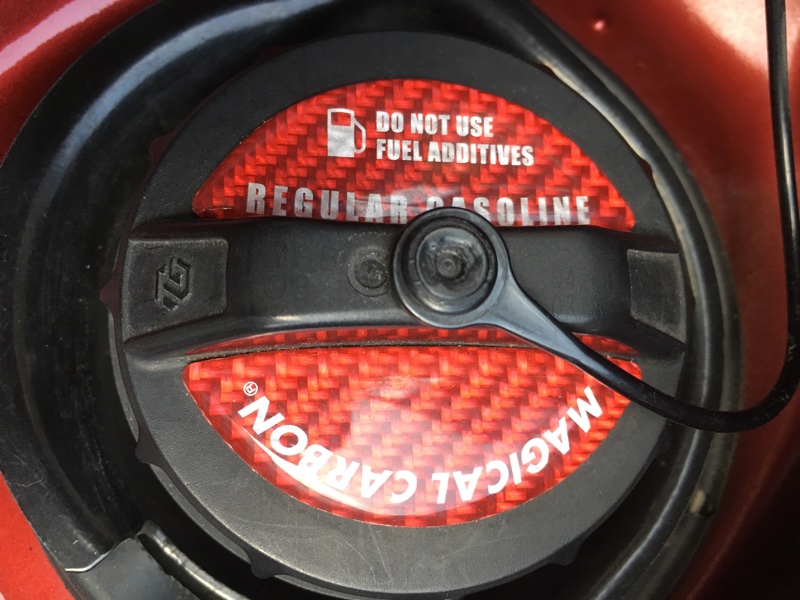 DO NOT USE
FUEL ADDITIVES
REGULAR GASOLINE
MAGICAL CARBON®